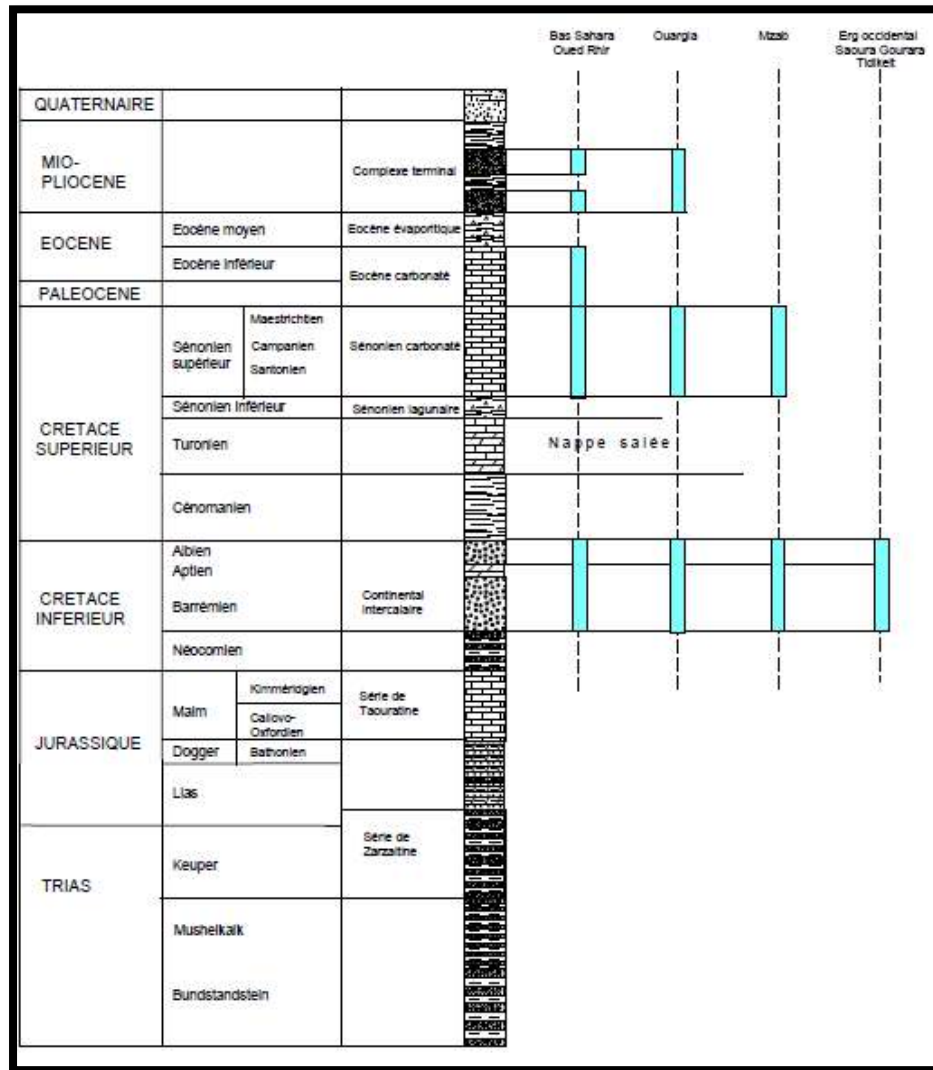 Bas Sahara
Oued Rhir
Ouargla
Mzab
Erg occidental
Saoura Gourara
Tidikelt
QUATERNAIRE
MIO-
PLIOCENE
Complexe terminal
EOCENE
Eocène moyen
Eocène évaporitique
Eocène inférieur
Eocène carbonaté
PALEOCENE
CRETACE
SUPERIEUR
Sénonien
supérieur
Maestrichtien
Campanien
Santonien
Sénonien carbonaté
Sénonien inférieur
Sénonien lagunaire
Turonien
Nappe salée
Cénomanien
CRETACE
INFERIEUR
Albien
Aptien
Barrémien
Continental
Intercalaire
Néocomien
JURASSIQUE
Malm
Kimméridgien
Callovo-
Oxfordien
Série de
Taouratine
Dogger
Bathonien
Lias
TRIAS
Keuper
Série de
Zarzaïtine
Mushelkalk
Bundstandstein